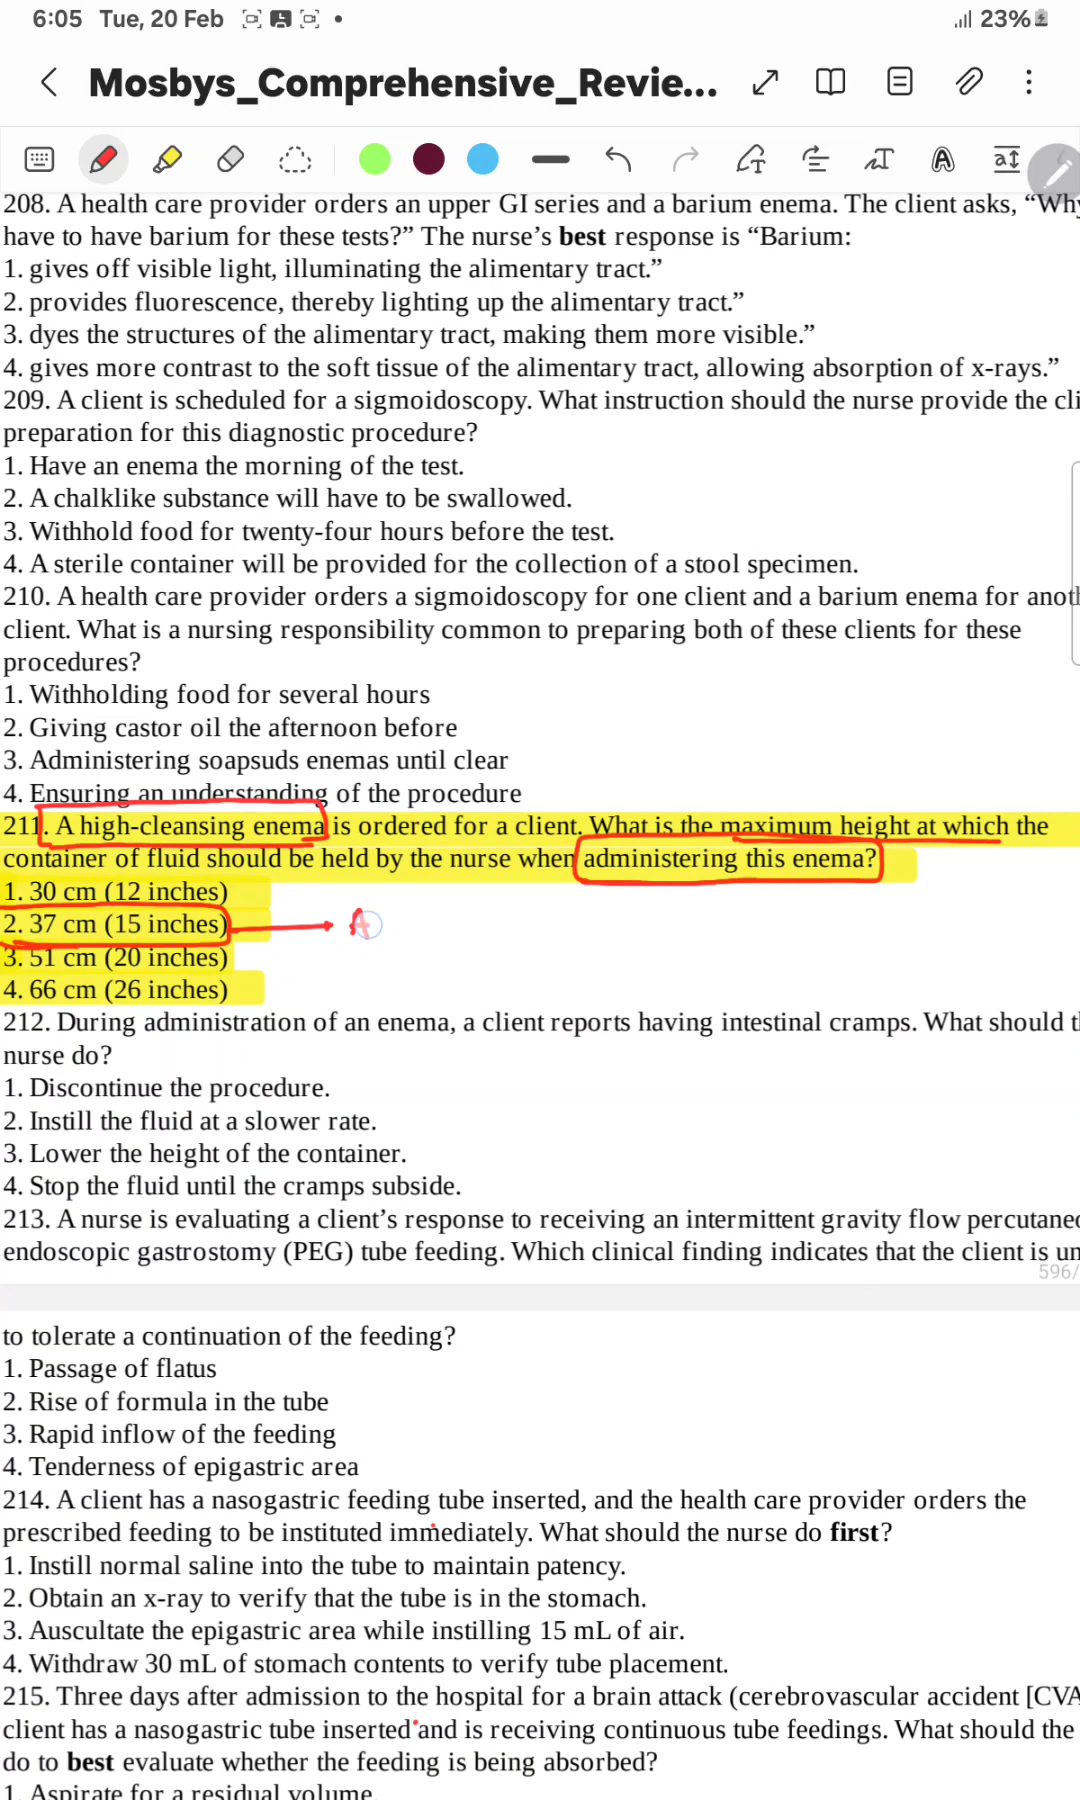 6:05 Tue, 20 Feb
23%
Mosbys_Comprehensive_Revie...
208. A health care provider orders an upper GI series and a barium enema. The client asks, “Why
have to have barium for these tests?” The nurse’s best response is “Barium:
1. gives off visible light, illuminating the alimentary tract.”
2. provides fluorescence, thereby lighting up the alimentary tract.”
3. dyes the structures of the alimentary tract, making them more visible.”
4. gives more contrast to the soft tissue of the alimentary tract, allowing absorption of x-rays.”
209. A client is scheduled for a sigmoidoscopy. What instruction should the nurse provide the cli
preparation for this diagnostic procedure?
1. Have an enema the morning of the test.
2. A chalklike substance will have to be swallowed.
3. Withhold food for twenty-four hours before the test.
4. A sterile container will be provided for the collection of a stool specimen.
210. A health care provider orders a sigmoidoscopy for one client and a barium enema for anoth
client. What is a nursing responsibility common to preparing both of these clients for these
procedures?
1. Withholding food for several hours
2. Giving castor oil the afternoon before
3. Administering soapsuds enemas until clear
4. Ensuring an understanding of the procedure
211. A high-cleansing enema is ordered for a client. What is the maximum height at which the
container of fluid should be held by the nurse when administering this enema?
1. 30 cm (12 inches)
2. 37 cm (15 inches)
3. 51 cm (20 inches)
4. 66 cm (26 inches)
212. During administration of an enema, a client reports having intestinal cramps. What should th
nurse do?
1. Discontinue the procedure.
2. Instill the fluid at a slower rate.
3. Lower the height of the container.
4. Stop the fluid until the cramps subside.
213. A nurse is evaluating a client’s response to receiving an intermittent gravity flow percutaneo
endoscopic gastrostomy (PEG) tube feeding. Which clinical finding indicates that the client is un
596/
to tolerate a continuation of the feeding?
1. Passage of flatus
2. Rise of formula in the tube
3. Rapid inflow of the feeding
4. Tenderness of epigastric area
214. A client has a nasogastric feeding tube inserted, and the health care provider orders the
prescribed feeding to be instituted immediately. What should the nurse do first?
1. Instill normal saline into the tube to maintain patency.
2. Obtain an x-ray to verify that the tube is in the stomach.
3. Auscultate the epigastric area while instilling 15 mL of air.
4. Withdraw 30 mL of stomach contents to verify tube placement.
215. Three days after admission to the hospital for a brain attack (cerebrovascular accident [CVA
client has a nasogastric tube inserted and is receiving continuous tube feedings. What should the
do to best evaluate whether the feeding is being absorbed?
1. Aspirate for a residual volume.